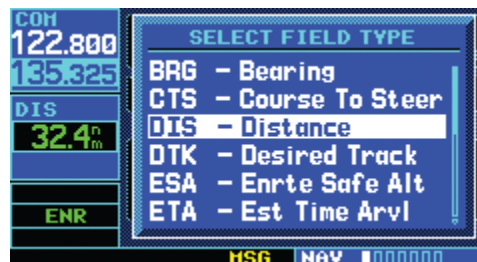 COM
122.800
135.325
DIS
32.4nm
ENR
SELECT FIELD TYPE
BRG - Bearing
CTS - Course To Steer
DIS - Distance
DTK - Desired Track
ESA - Enrte Safe Alt
ETA - Est Time Arvl
MSG NAV